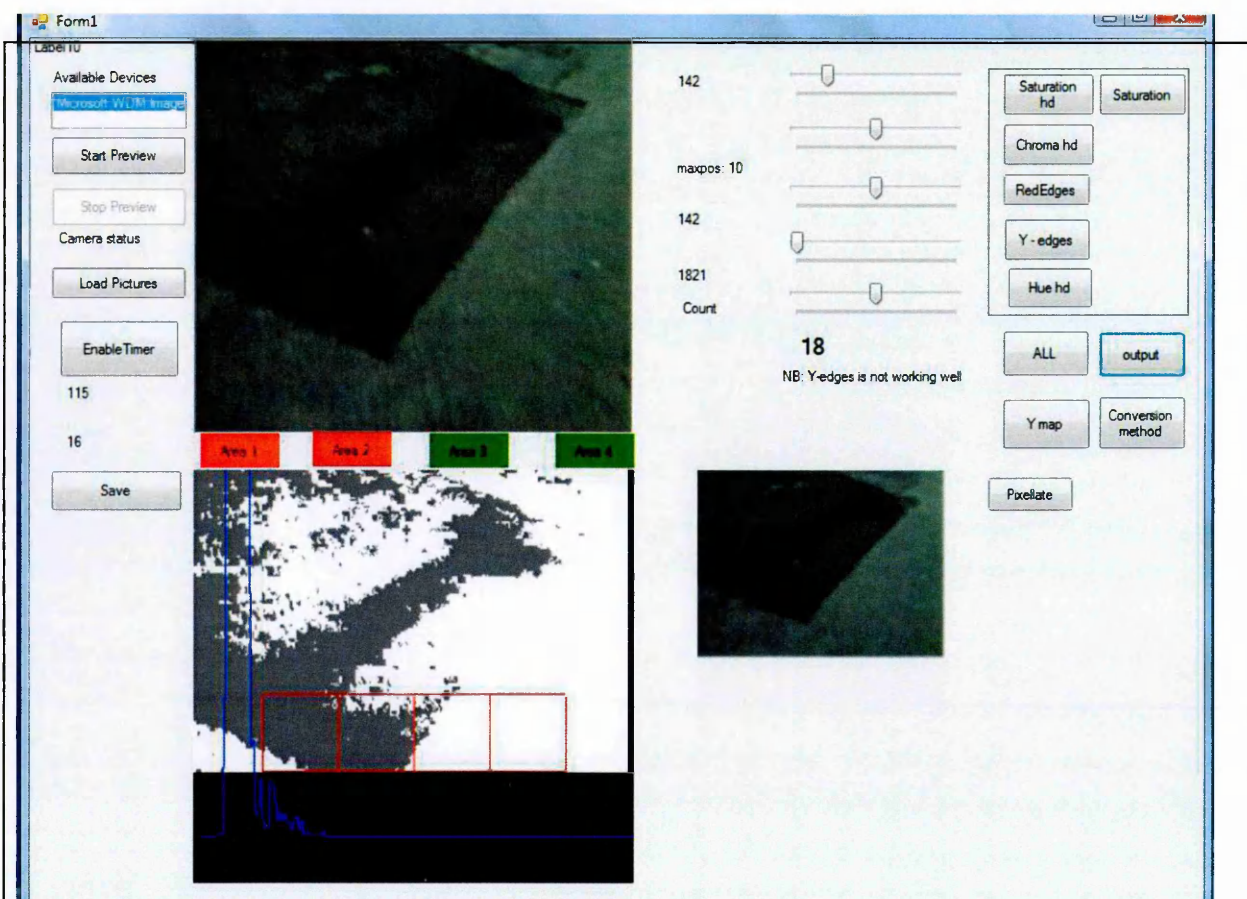 Form1
Label10
Available Devices
Microsoft WDM Image
Start Preview
Stop Preview
Camera status
Load Pictures
EnableTimer
115
16
Save
Area 1
Area 2
Area 3
Area 4
142
maxpos: 10
142
1821
Count
18
NB: Y-edges is not working well
Saturation
hd
Saturation
Chroma hd
RedEdges
Y - edges
Hue hd
ALL
output
Y map
Conversion
method
Pixellate